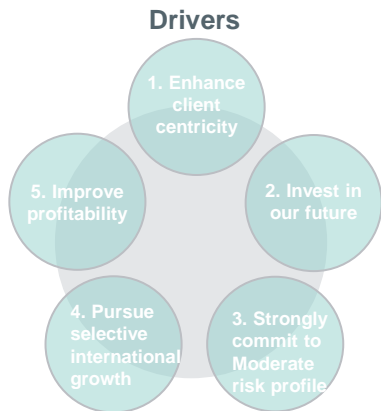 Drivers
1. Enhance
client
centricity
2. Invest in
our future
3. Strongly
commit to
Moderate
risk profile
4. Pursue
selective
international
growth
5. Improve
profitability